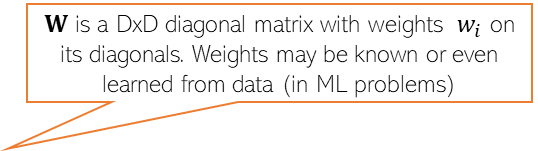 W is a DxD diagonal matrix with weights wᵢ on
its diagonals. Weights may be known or even
learned from data (in ML problems)